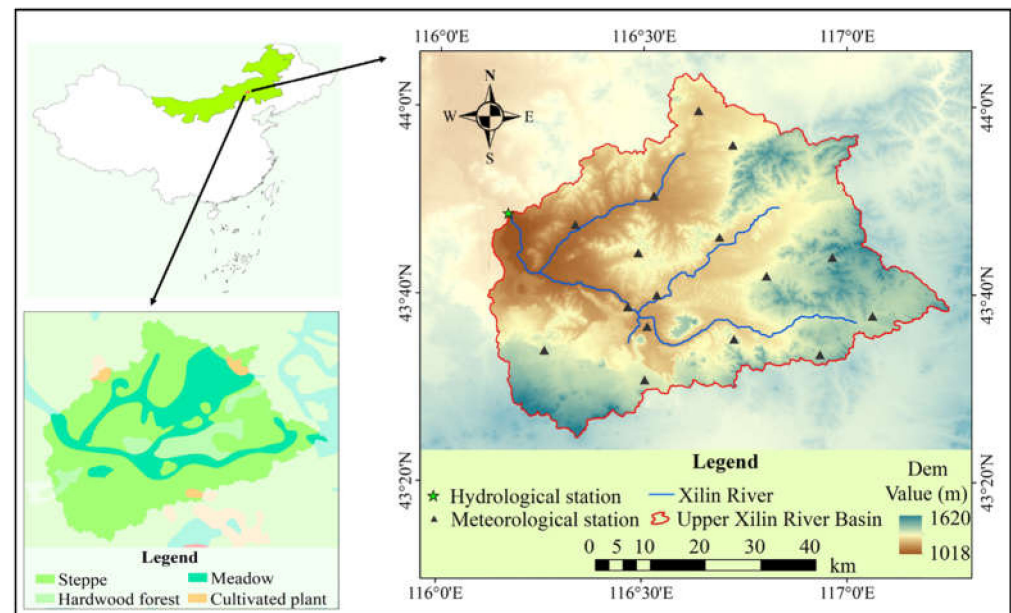 116°0'E 116°30'E 117°0'E
44°0'N 44°0'N
N
W E
S
43°40'N 43°40'N
43°20'N 43°20'N
Legend
Hydrological station Xilin River
Meteorological station Upper Xilin River Basin
Dem
Value (m)
1620
1018
0 5 10 20 30 40
km
116°0'E 116°30'E 117°0'E
Legend
Steppe Meadow
Hardwood forest Cultivated plant